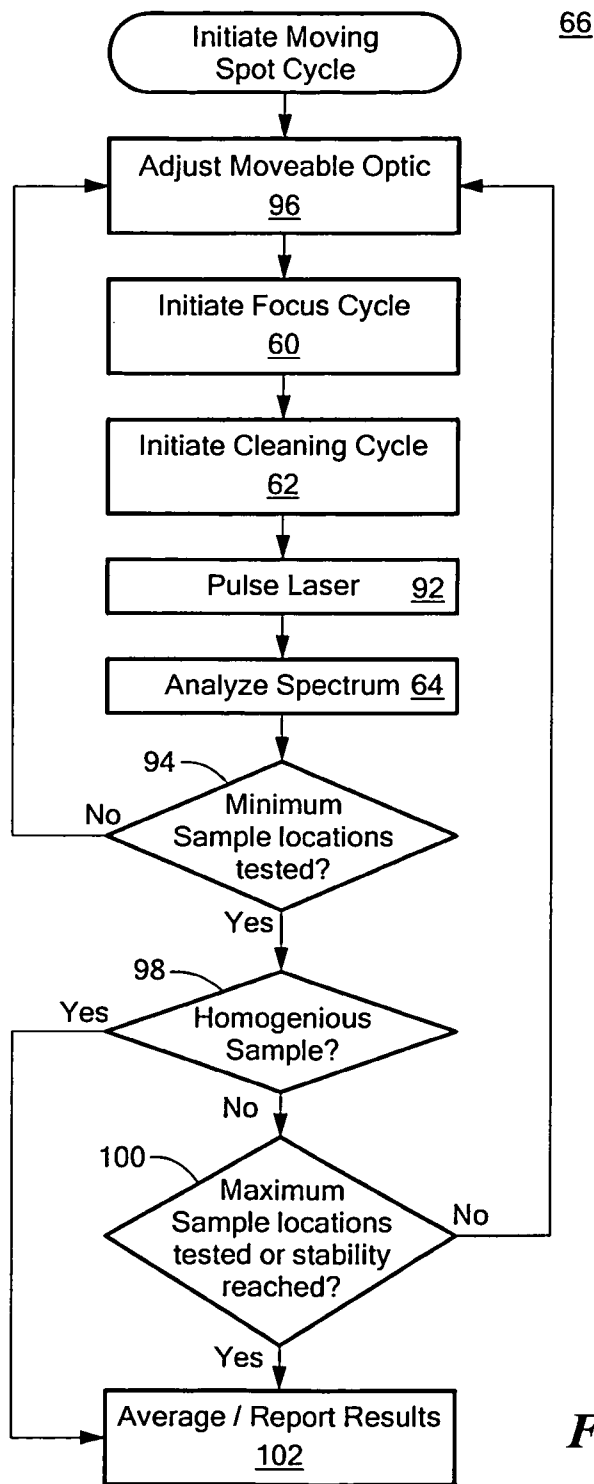 66
Initiate Moving
Spot Cycle
Adjust Moveable Optic
96
Initiate Focus Cycle
60
Initiate Cleaning Cycle
62
Pulse Laser 92
Analyze Spectrum 64
94
No
Minimum
Sample locations
tested?
Yes
98
Yes
Homogenious
Sample?
No
100
Maximum
Sample locations
tested or stability
reached?
No
Yes
Average / Report Results
102
F